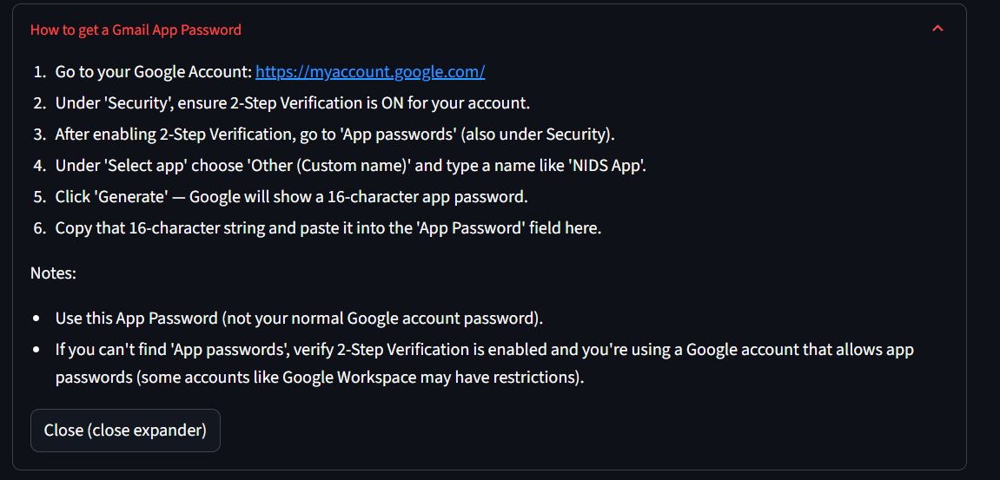 How to get a Gmail App Password
1. Go to your Google Account: https://myaccount.google.com/
2. Under 'Security', ensure 2-Step Verification is ON for your account.
3. After enabling 2-Step Verification, go to 'App passwords' (also under Security).
4. Under 'Select app' choose 'Other (Custom name)' and type a name like 'NIDS App'.
5. Click 'Generate' — Google will show a 16-character app password.
6. Copy that 16-character string and paste it into the 'App Password' field here.
Notes:
• Use this App Password (not your normal Google account password).
• If you can't find 'App passwords', verify 2-Step Verification is enabled and you're using a Google account that allows app
passwords (some accounts like Google Workspace may have restrictions).
Close (close expander)